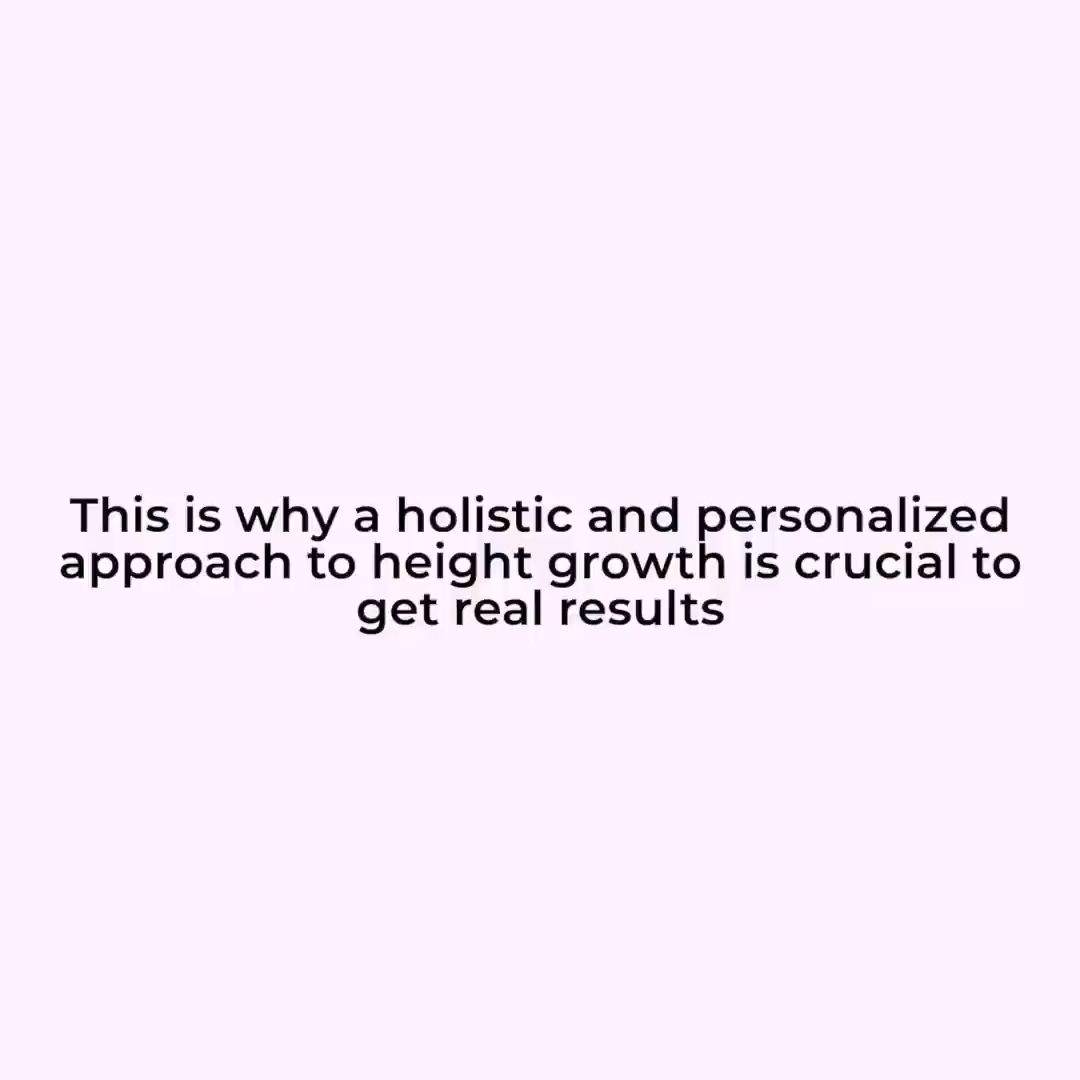 This is why a holistic and personalized
approach to height growth is crucial to
get real results